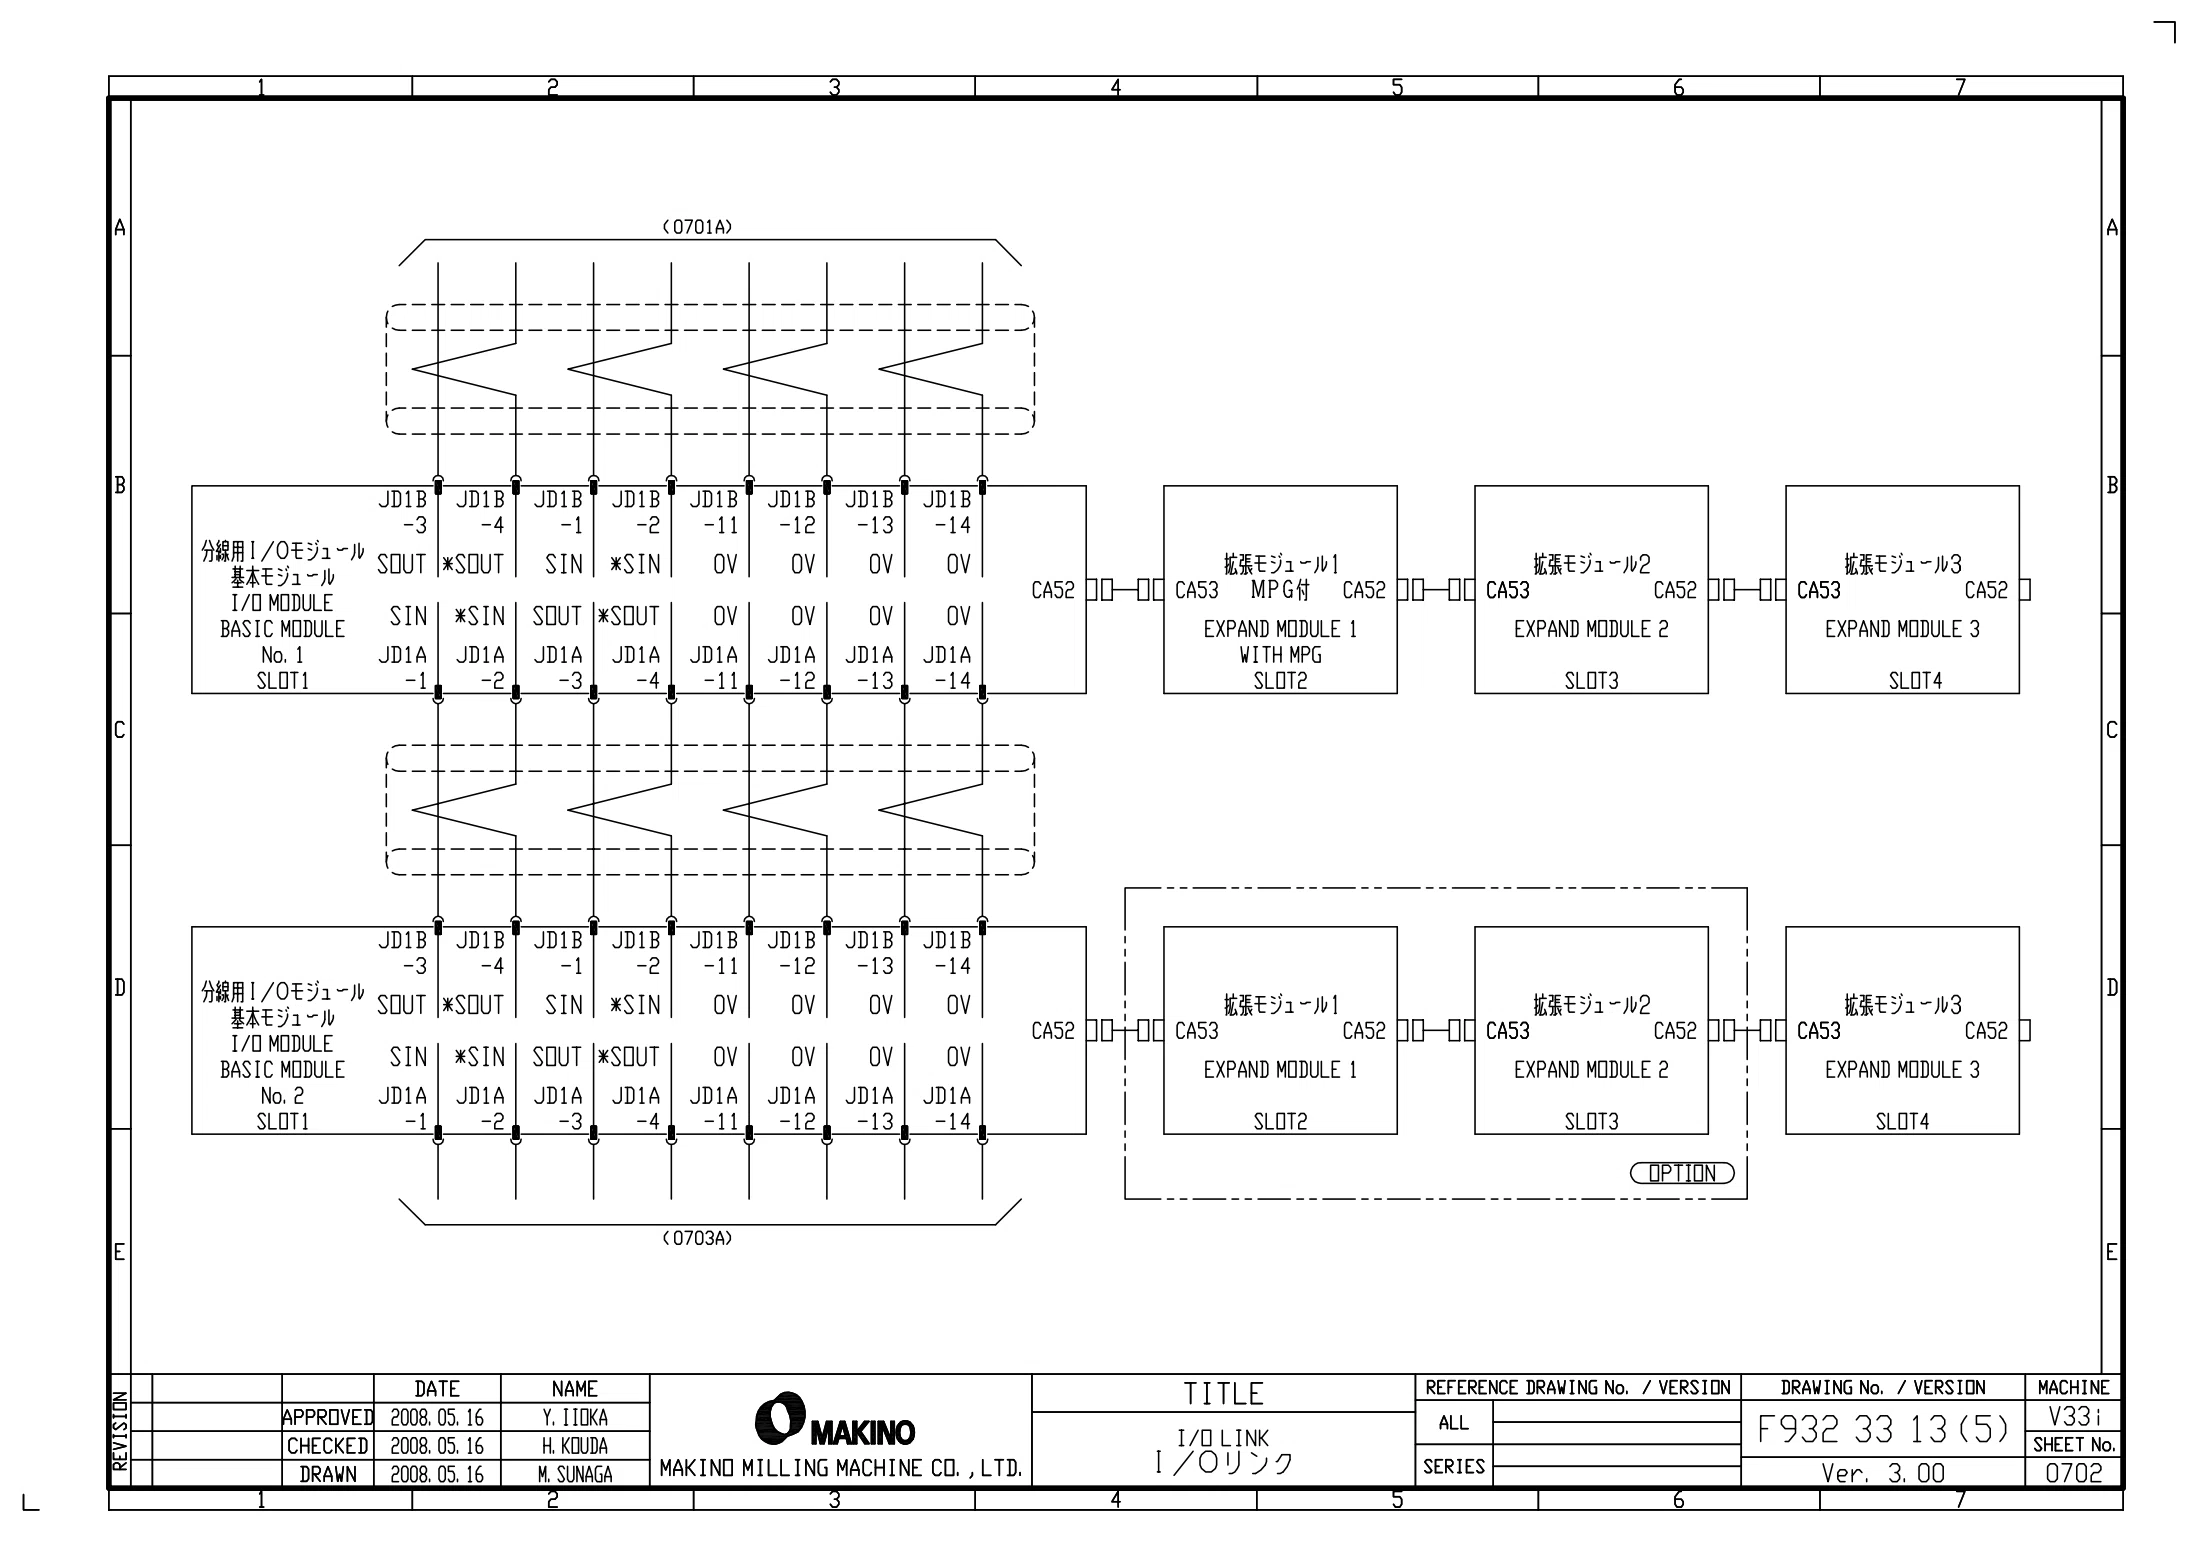 1 2 3 4 5 6 7
A A
(0701A)
B B
JD1B JD1B JD1B JD1B JD1B JD1B JD1B JD1B
-3 -4 -1 -2 -11 -12 -13 -14
SOUT *SOUT SIN *SIN 0V 0V 0V 0V
SIN *SIN SOUT *SOUT 0V 0V 0V 0V
JD1A JD1A JD1A JD1A JD1A JD1A JD1A JD1A
-1 -2 -3 -4 -11 -12 -13 -14
分線用I/Oモジュール
基本モジュール
I/O MODULE
BASIC MODULE
No. 1
SLOT1
CA52
拡張モジュール1
MPG付
CA53 CA52
EXPAND MODULE 1
WITH MPG
SLOT2
拡張モジュール2
CA53 CA52
EXPAND MODULE 2
SLOT3
拡張モジュール3
CA53 CA52
EXPAND MODULE 3
SLOT4
C C
D D
JD1B JD1B JD1B JD1B JD1B JD1B JD1B JD1B
-3 -4 -1 -2 -11 -12 -13 -14
SOUT *SOUT SIN *SIN 0V 0V 0V 0V
SIN *SIN SOUT *SOUT 0V 0V 0V 0V
JD1A JD1A JD1A JD1A JD1A JD1A JD1A JD1A
-1 -2 -3 -4 -11 -12 -13 -14
分線用I/Oモジュール
基本モジュール
I/O MODULE
BASIC MODULE
No. 2
SLOT1
CA52
拡張モジュール1
CA53 CA52
EXPAND MODULE 1
SLOT2
拡張モジュール2
CA53 CA52
EXPAND MODULE 2
SLOT3
拡張モジュール3
CA53 CA52
EXPAND MODULE 3
SLOT4
OPTION
(0703A)
E E
REVISION
DATE NAME
APPROVED 2008. 05. 16 Y. IIOKA
CHECKED 2008. 05. 16 H. KOUDA
DRAWN 2008. 05. 16 M. SUNAGA
MAKINO
MAKINO MILLING MACHINE CO. , LTD.
TITLE
I/O LINK
I/Oリンク
REFERENCE DRAWING No. / VERSION
ALL
SERIES
DRAWING No. / VERSION
F932 33 13(5)
Ver. 3. 00
MACHINE
V33i
SHEET No.
0702
1 2 3 4 5 6 7